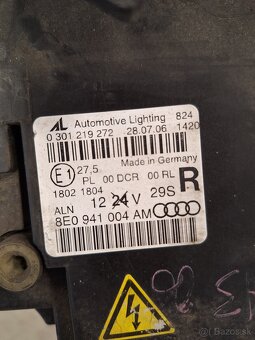 AL Automotive Lighting 824
0 301 219 272 28.07.06 1420
Made in Germany
E1 27,5
PL 00 DCR 00 RL R
1802 1804
ALN 12 24 V 29S
8E0 941 004 AM
bazos.sk